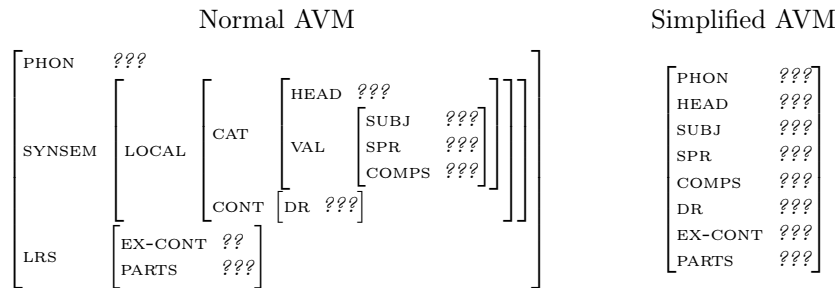 Normal AVM
PHON ???
SYNSEM LOCAL CAT HEAD ???
VAL SUBJ ???
SPR ???
COMPS ???
CONT DR ???
LRS EX-CONT ??
PARTS ???
Simplified AVM
PHON ???
HEAD ???
SUBJ ???
SPR ???
COMPS ???
DR ???
EX-CONT ???
PARTS ???